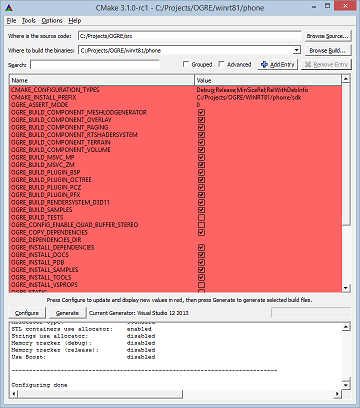 CMake 3.1.0-rc1 - C:/Projects/OGRE/winrt81/phone
File Tools Options Help
Where is the source code: C:/Projects/OGRE/src Browse Source...
Where to build the binaries: C:/Projects/OGRE/winrt81/phone Browse Build...
Search: Grouped Advanced Add Entry Remove Entry
Name Value
CMAKE_CONFIGURATION_TYPES Debug;Release;MinSizeRel;RelWithDebInfo
CMAKE_INSTALL_PREFIX C:/Projects/OGRE/WINRT81/phone/sdk
OGRE_ASSERT_MODE 0
OGRE_BUILD_COMPONENT_MESHLODGENERATOR
OGRE_BUILD_COMPONENT_OVERLAY
OGRE_BUILD_COMPONENT_PAGING
OGRE_BUILD_COMPONENT_RTSHADERSYSTEM
OGRE_BUILD_COMPONENT_TERRAIN
OGRE_BUILD_COMPONENT_VOLUME
OGRE_BUILD_MSVC_MP
OGRE_BUILD_MSVC_ZM
OGRE_BUILD_PLUGIN_BSP
OGRE_BUILD_PLUGIN_OCTREE
OGRE_BUILD_PLUGIN_PCZ
OGRE_BUILD_PLUGIN_PFX
OGRE_BUILD_RENDERSYSTEM_D3D11
OGRE_BUILD_SAMPLES
OGRE_BUILD_TESTS
OGRE_CONFIG_ENABLE_QUAD_BUFFER_STEREO
OGRE_COPY_DEPENDENCIES
OGRE_DEPENDENCIES_DIR
OGRE_INSTALL_DEPENDENCIES
OGRE_INSTALL_DOCS
OGRE_INSTALL_PDB
OGRE_INSTALL_SAMPLES
OGRE_INSTALL_TOOLS
OGRE_INSTALL_VSPROPS
OGRE_STATIC
Press Configure to update and display new values in red, then press Generate to generate selected build files.
Configure Generate Current Generator: Visual Studio 12 2013
STL containers use allocator: enabled
Strings use allocator: disabled
Memory tracker (debug): disabled
Memory tracker (release): disabled
Use Boost: disabled
Configuring done